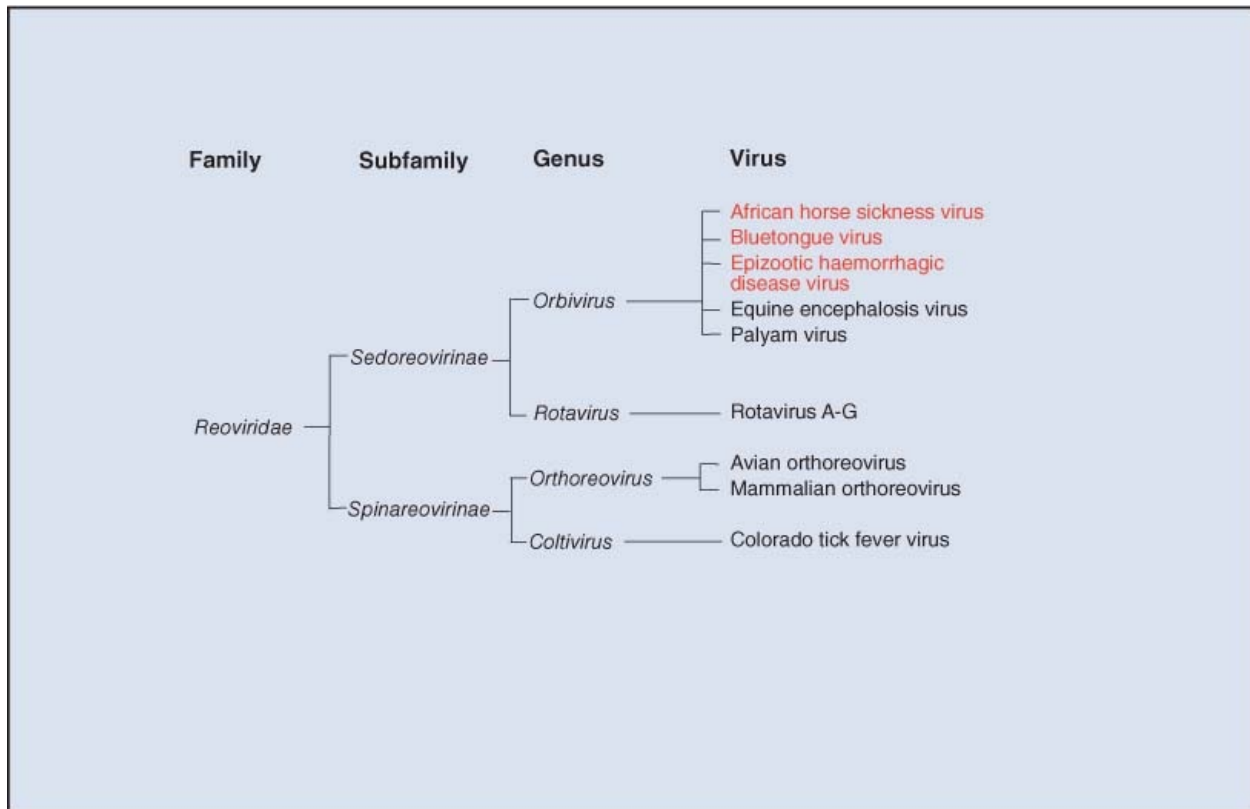 Family Subfamily Genus Virus
African horse sickness virus
Bluetongue virus
Epizootic haemorrhagic
disease virus
Orbivirus
Equine encephalosis virus
Palyam virus
Sedoreovirinae
Rotavirus
Rotavirus A-G
Reoviridae
Avian orthoreovirus
Orthoreovirus
Mammalian orthoreovirus
Spinareovirinae
Coltivirus
Colorado tick fever virus